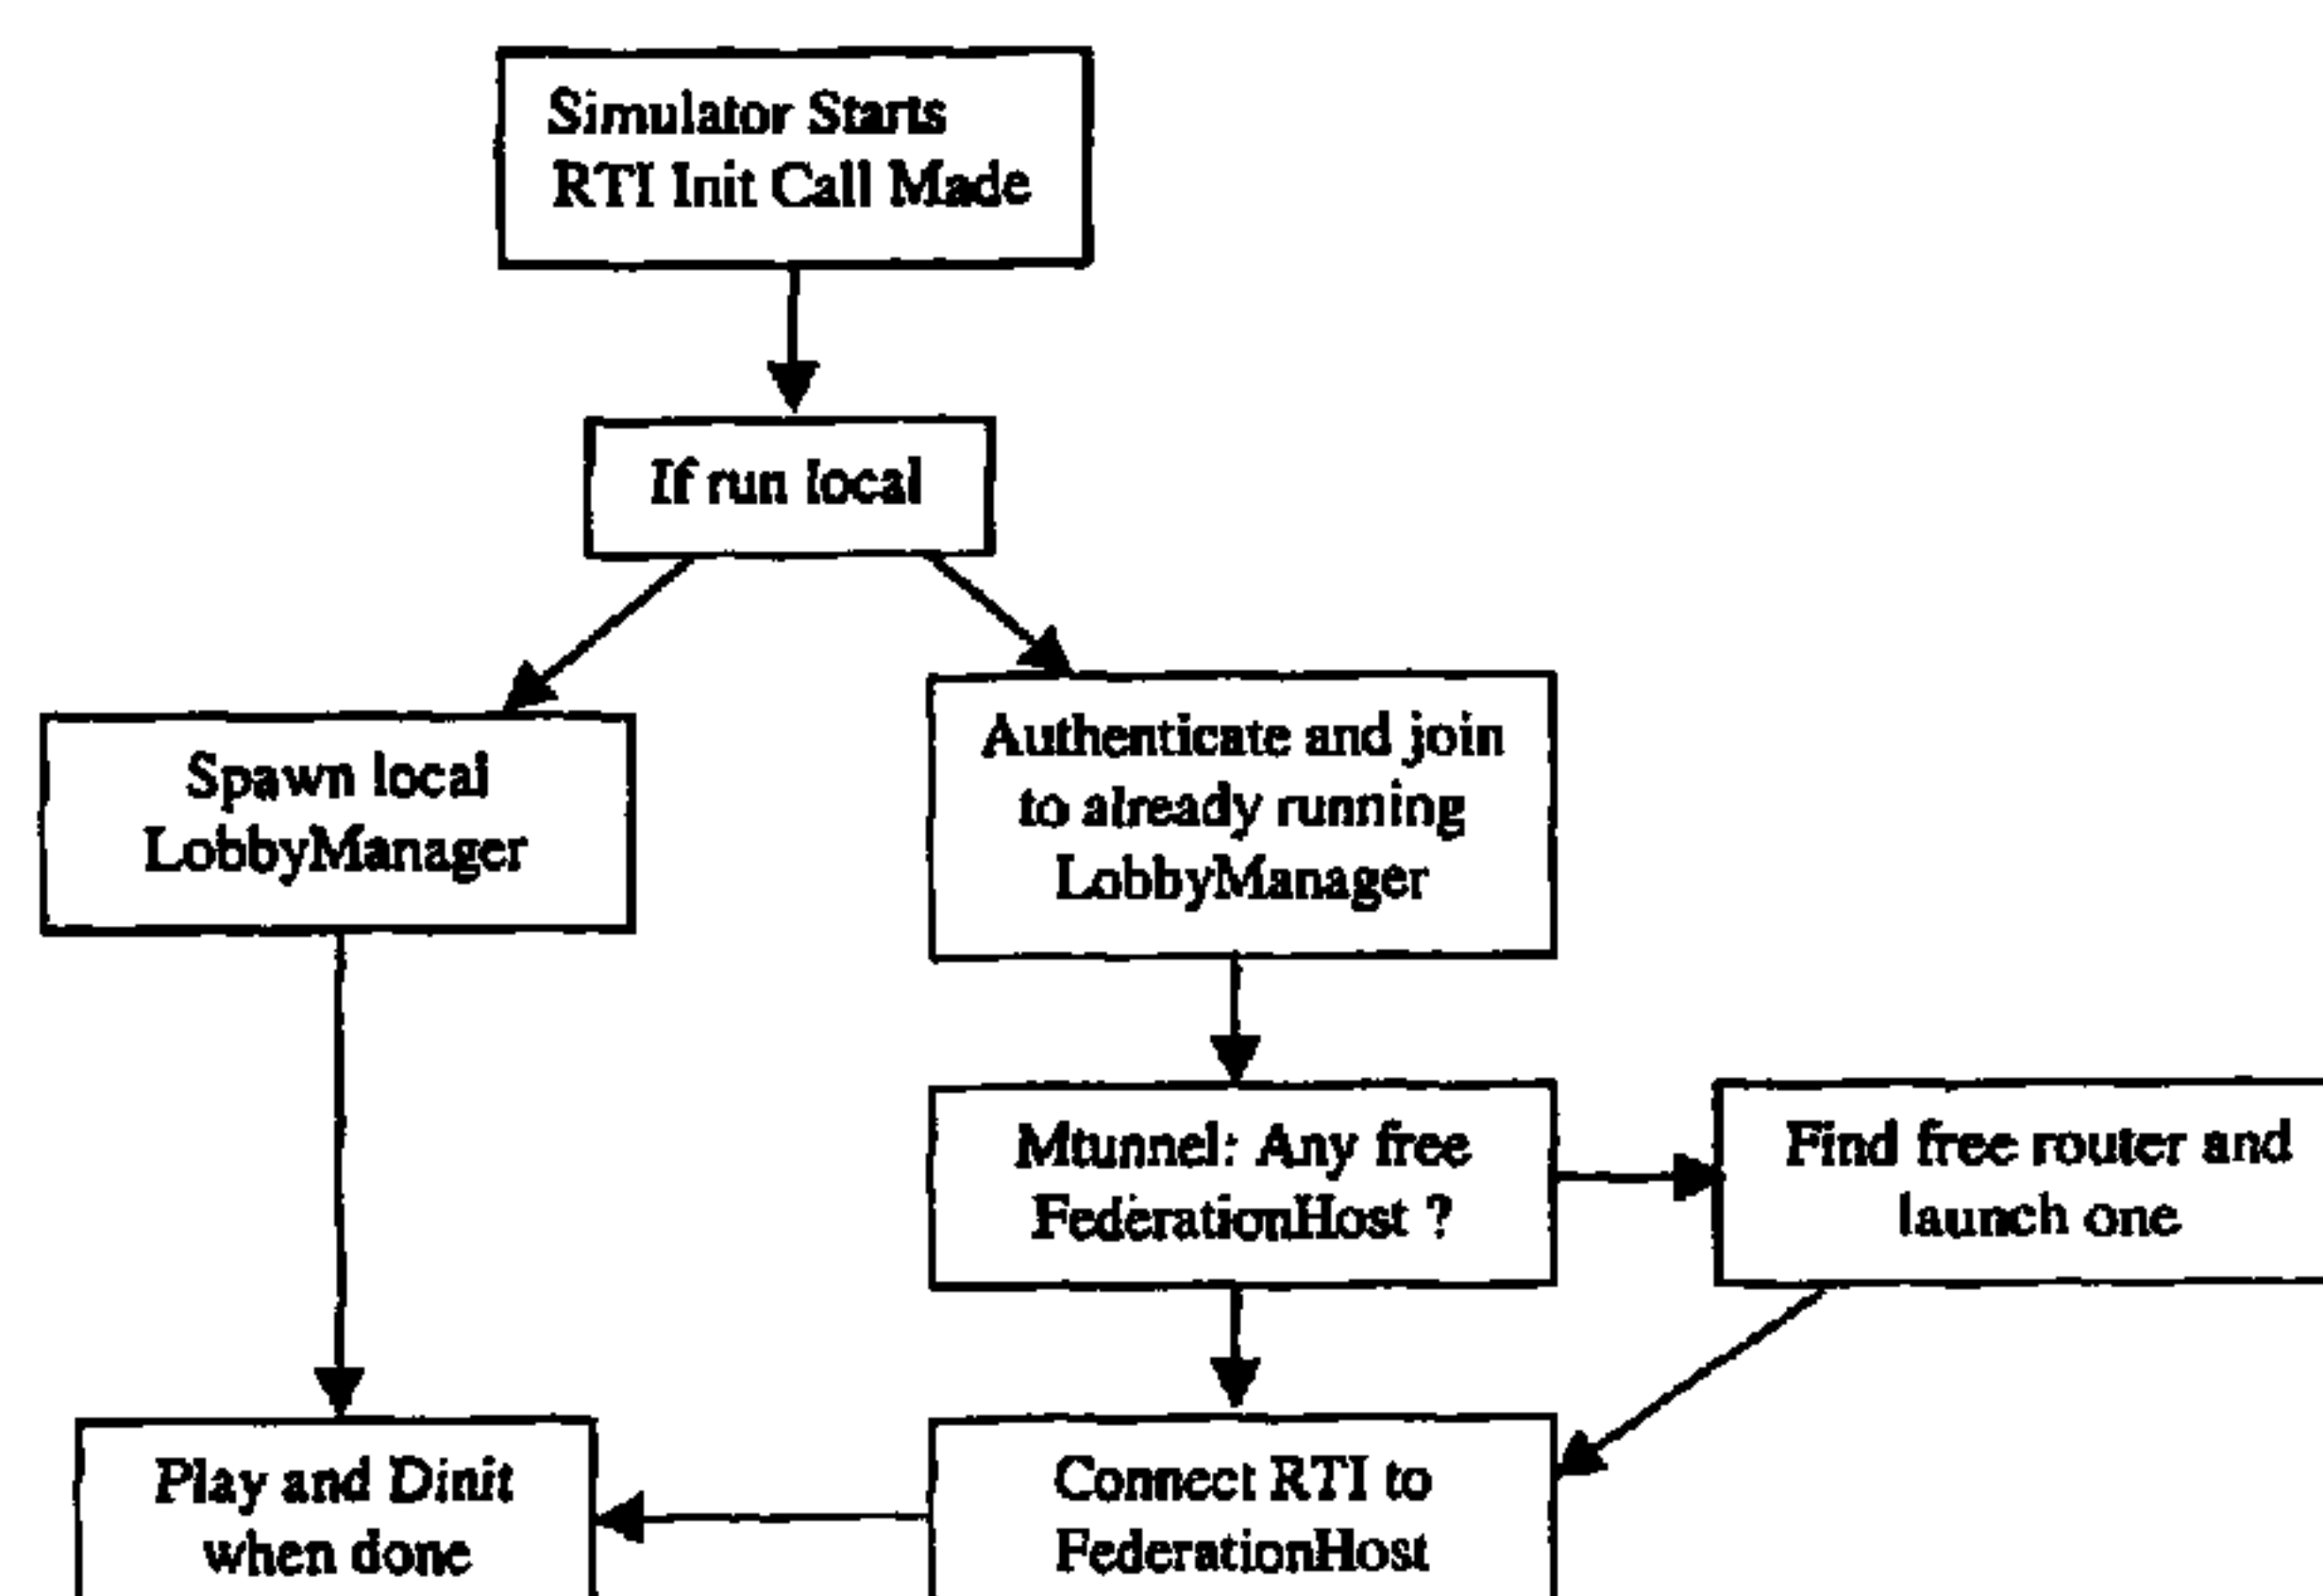 Simulator Starts
RTI Init Call Made
If run local
Spawn local
LobbyManager
Authenticate and join
to already running
LobbyManager
Mtunnel: Any free
FederationHost ?
Find free router and
launch one
Play and Dinit
when done
Connect RTI to
FederationHost